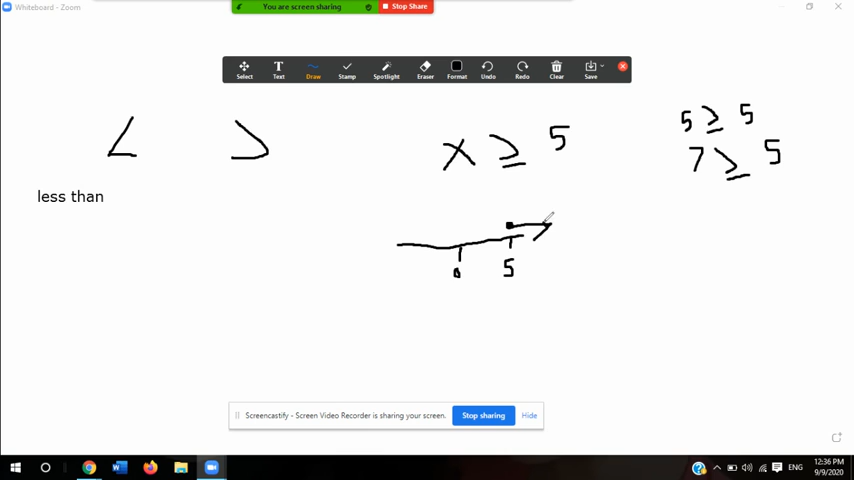 Whiteboard - Zoom
You are screen sharing
Stop Share
Select Text Draw Stamp Spotlight Eraser Format Undo Redo Clear Save
< >
x ≥ 5
5 ≥ 5
7 ≥ 5
less than
0 5
Screencastify - Screen Video Recorder is sharing your screen.
Stop sharing
Hide
ENG
12:36 PM
9/9/2020